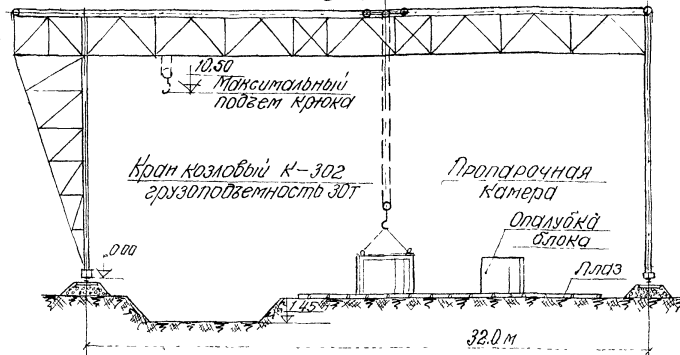 10.50
Максимальный
подъем крюка
Кран козловый К-302
грузоподъемность 30т
Пропарочная
камера
Опалубка
блока
Плаз
0.00
1.45
32.0 м